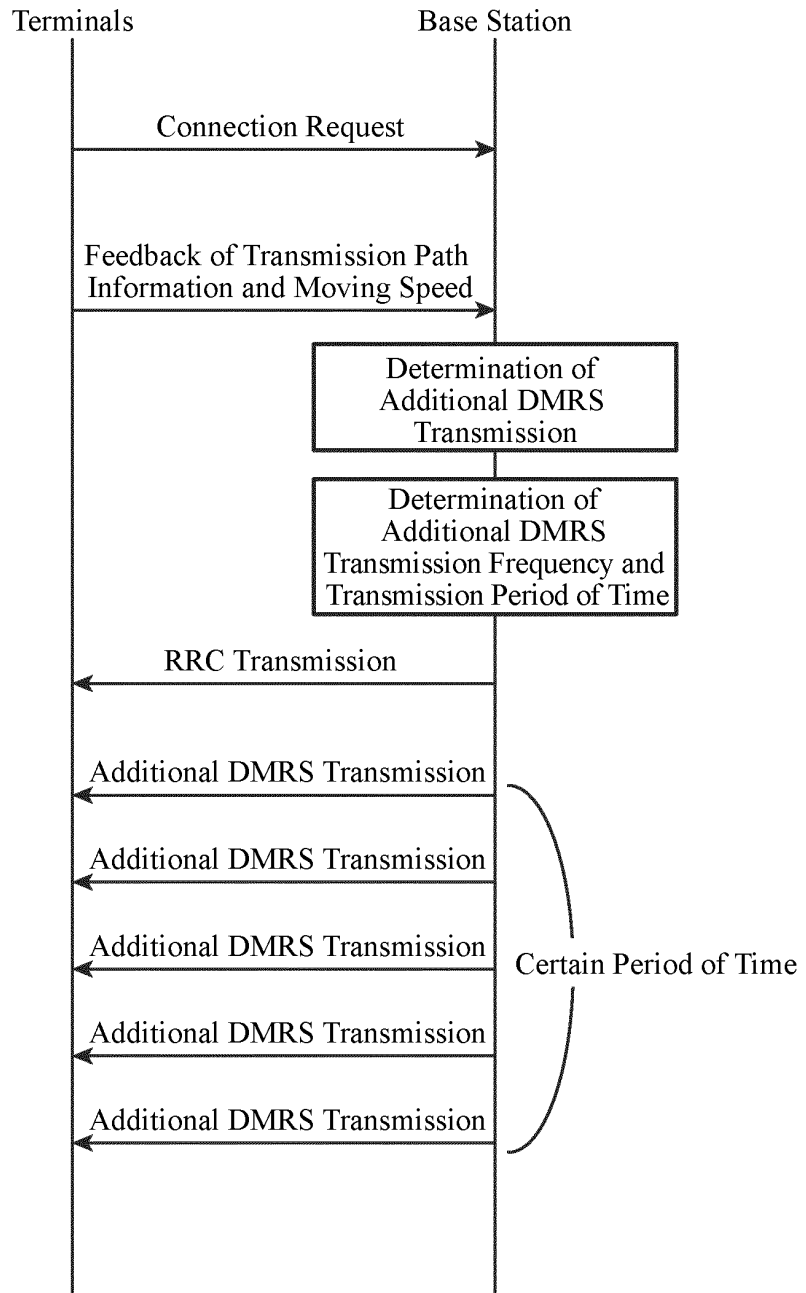 Terminals
Base Station
Connection Request
Feedback of Transmission Path
Information and Moving Speed
Determination of
Additional DMRS
Transmission
Determination of
Additional DMRS
Transmission Frequency and
Transmission Period of Time
RRC Transmission
Additional DMRS Transmission
Additional DMRS Transmission
Additional DMRS Transmission
Certain Period of Time
Additional DMRS Transmission
Additional DMRS Transmission